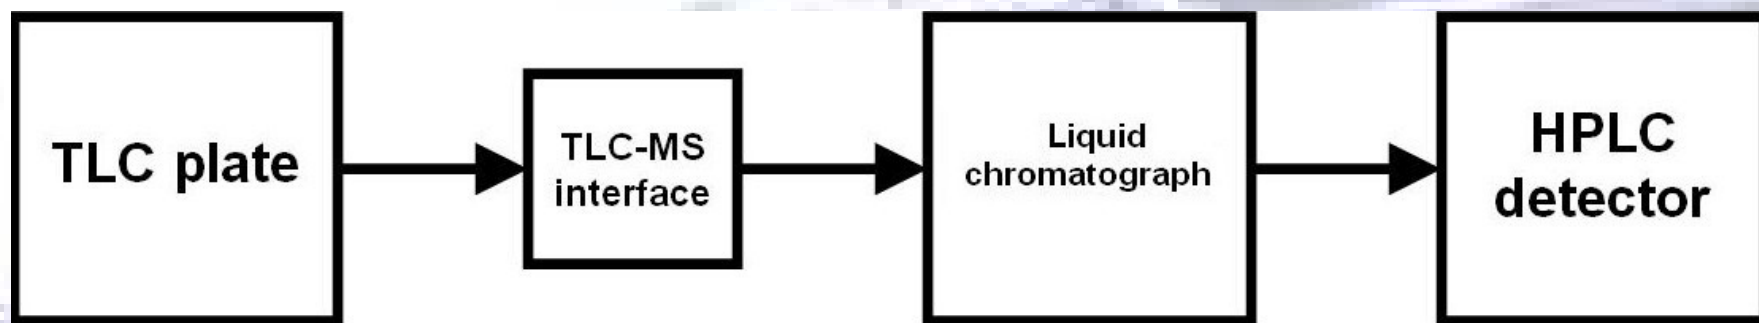 TLC plate
TLC-MS
interface
Liquid
chromatograph
HPLC
detector